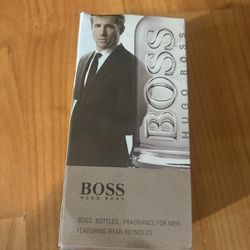 BOSS
HUGO BOSS
BOSS
HUGO BOSS
BOSS. BOTTLED. FRAGRANCE FOR MEN
FEATURING RYAN REYNOLDS